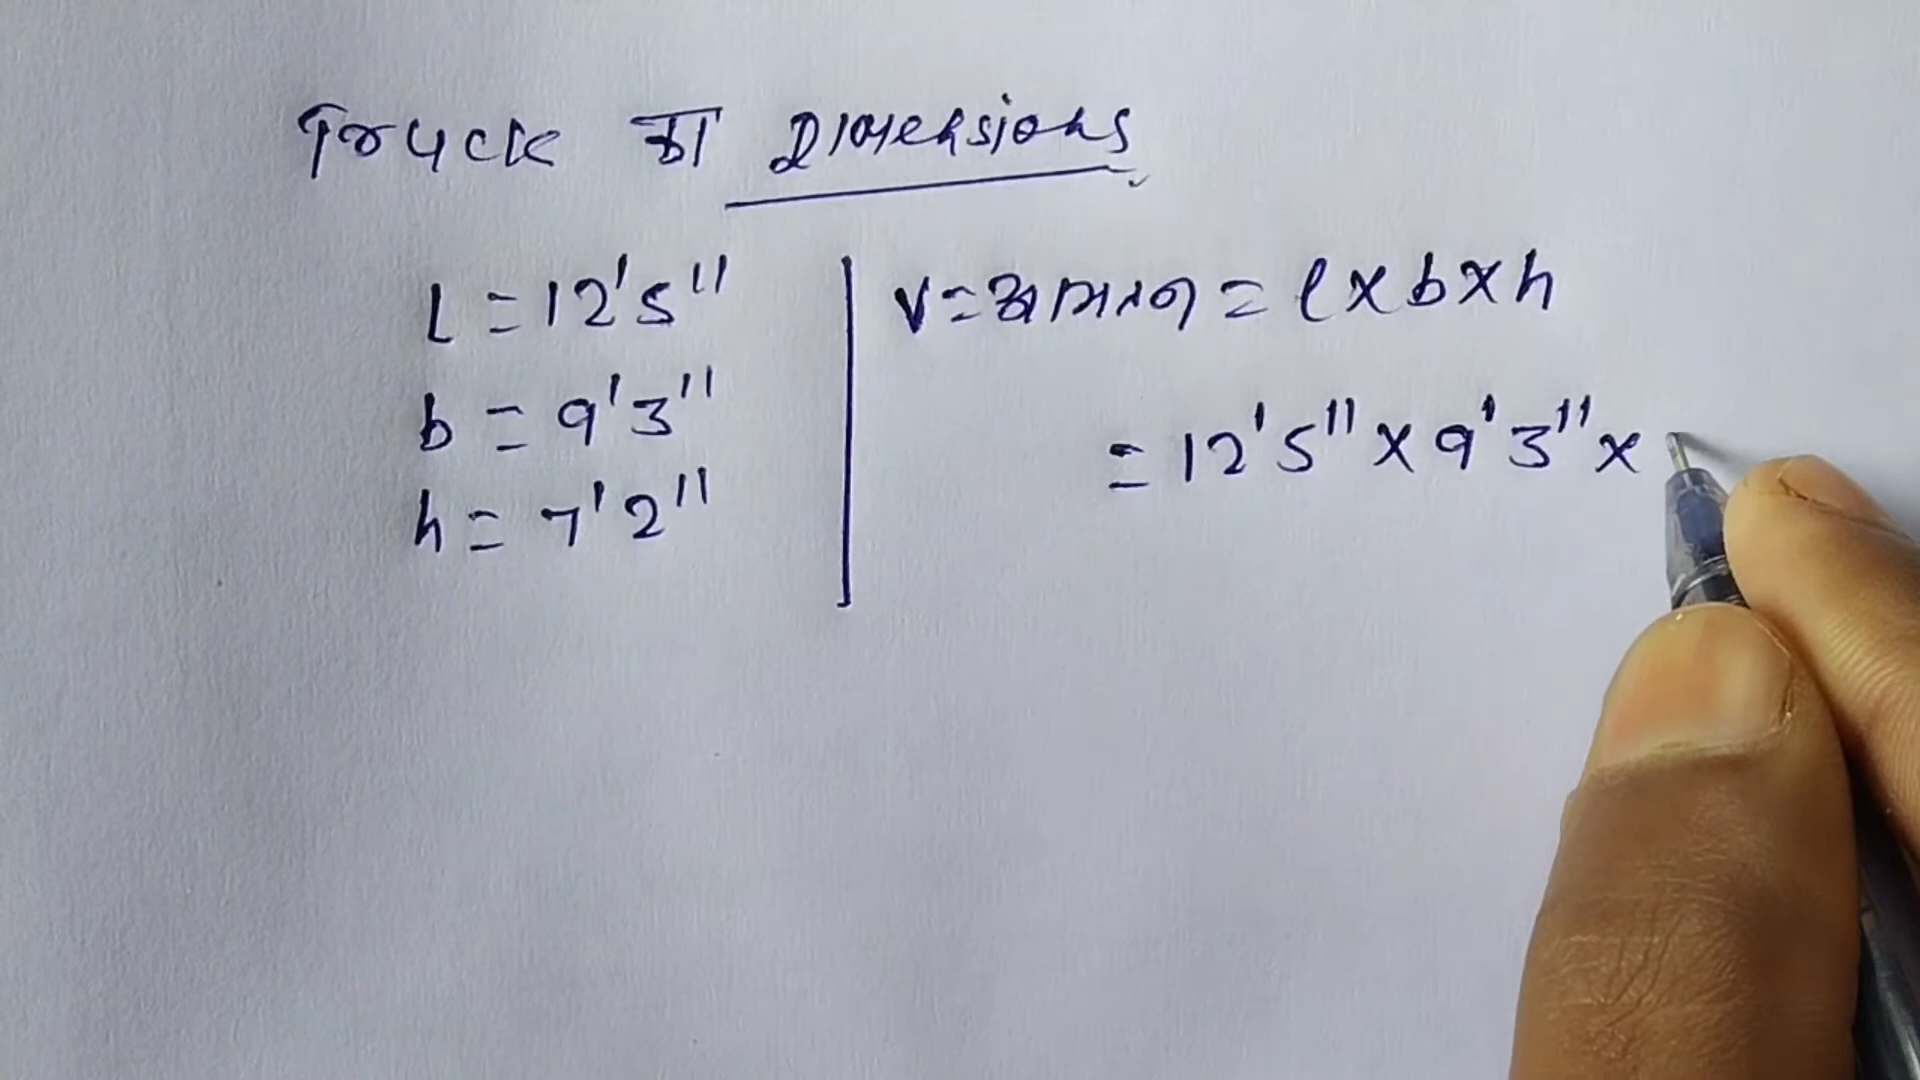 Truck का Dimensions
L = 12'5"
b = 9'3"
h = 7'2"
V = आयतन = l x b x h
= 12'5" x 9'3" x